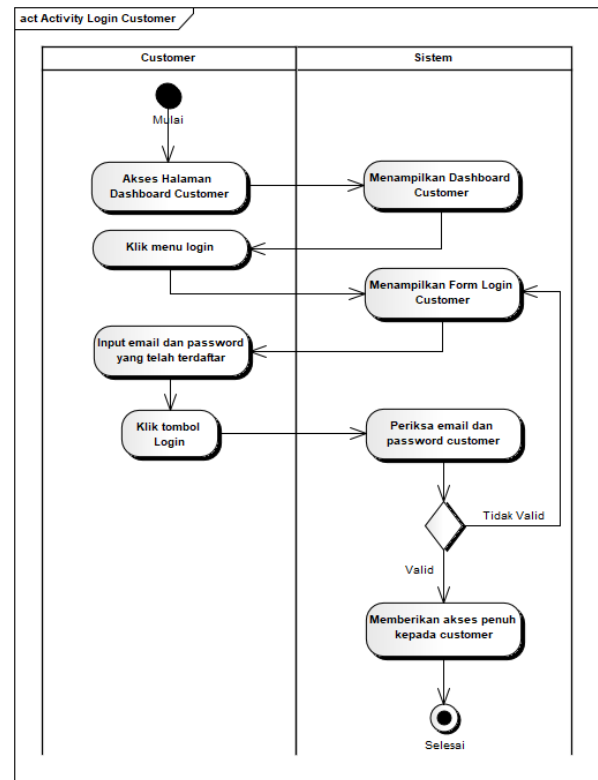 act Activity Login Customer
Customer
Sistem
Mulai
Akses Halaman
Dashboard Customer
Menampilkan Dashboard
Customer
Klik menu login
Menampilkan Form Login
Customer
Input email dan password
yang telah terdaftar
Klik tombol
Login
Periksa email dan
password customer
Tidak Valid
Valid
Memberikan akses penuh
kepada customer
Selesai